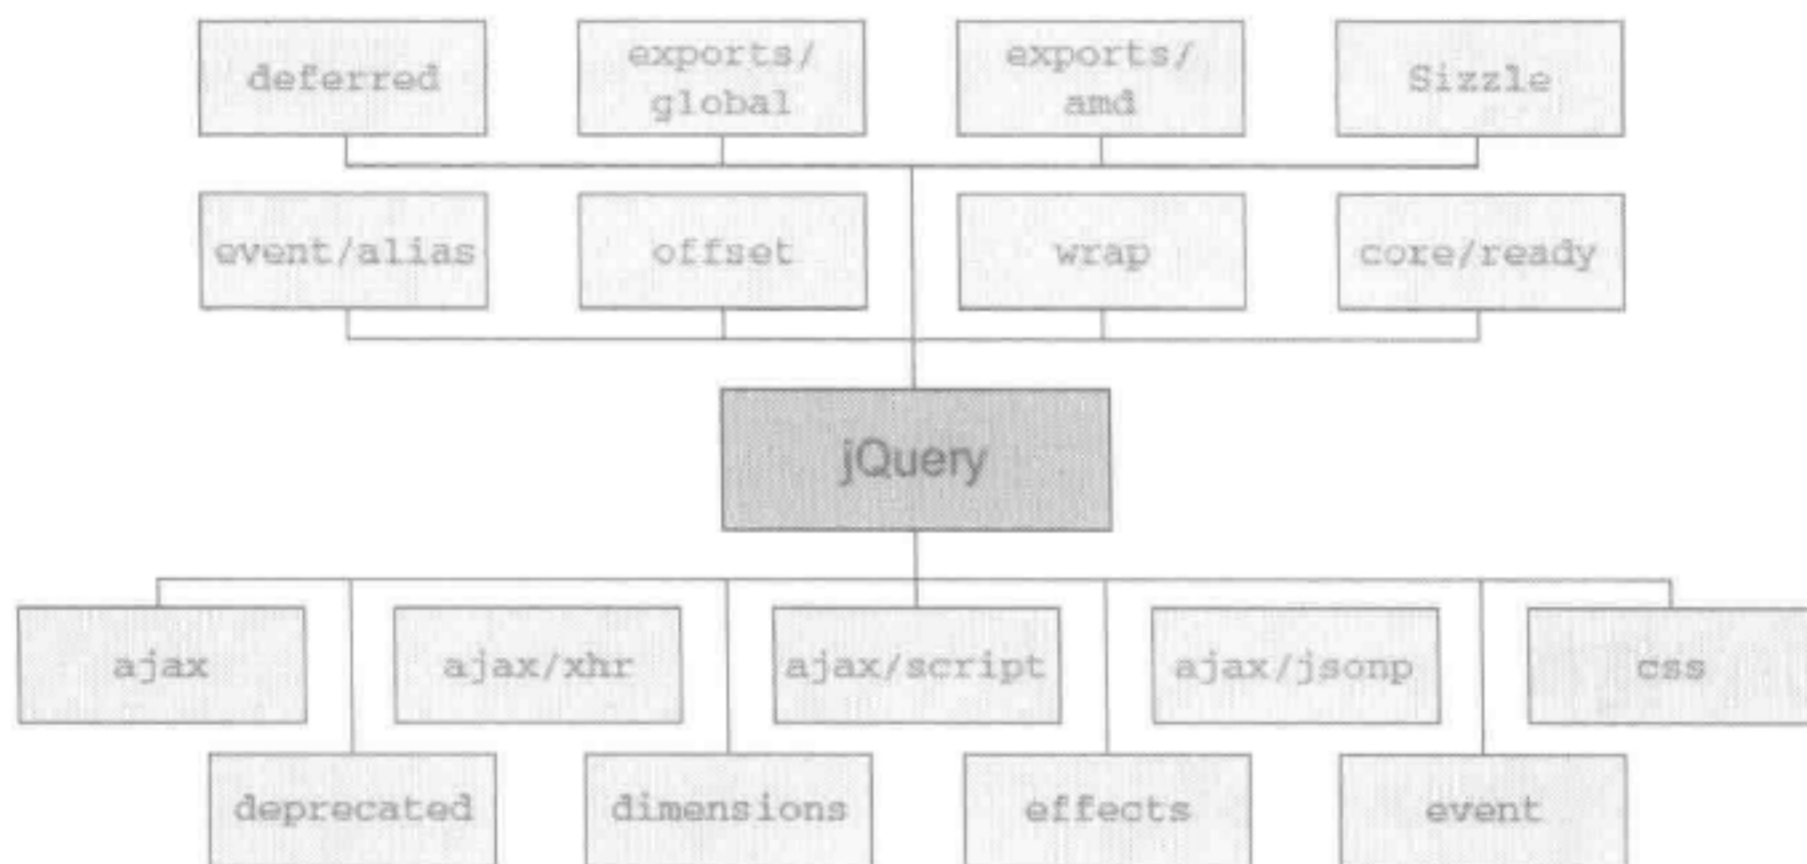 deferred
exports/
global
exports/
amd
Sizzle
event/alias
offset
wrap
core/ready
jQuery
ajax
ajax/xhr
ajax/script
ajax/jsonp
css
deprecated
dimensions
effects
event